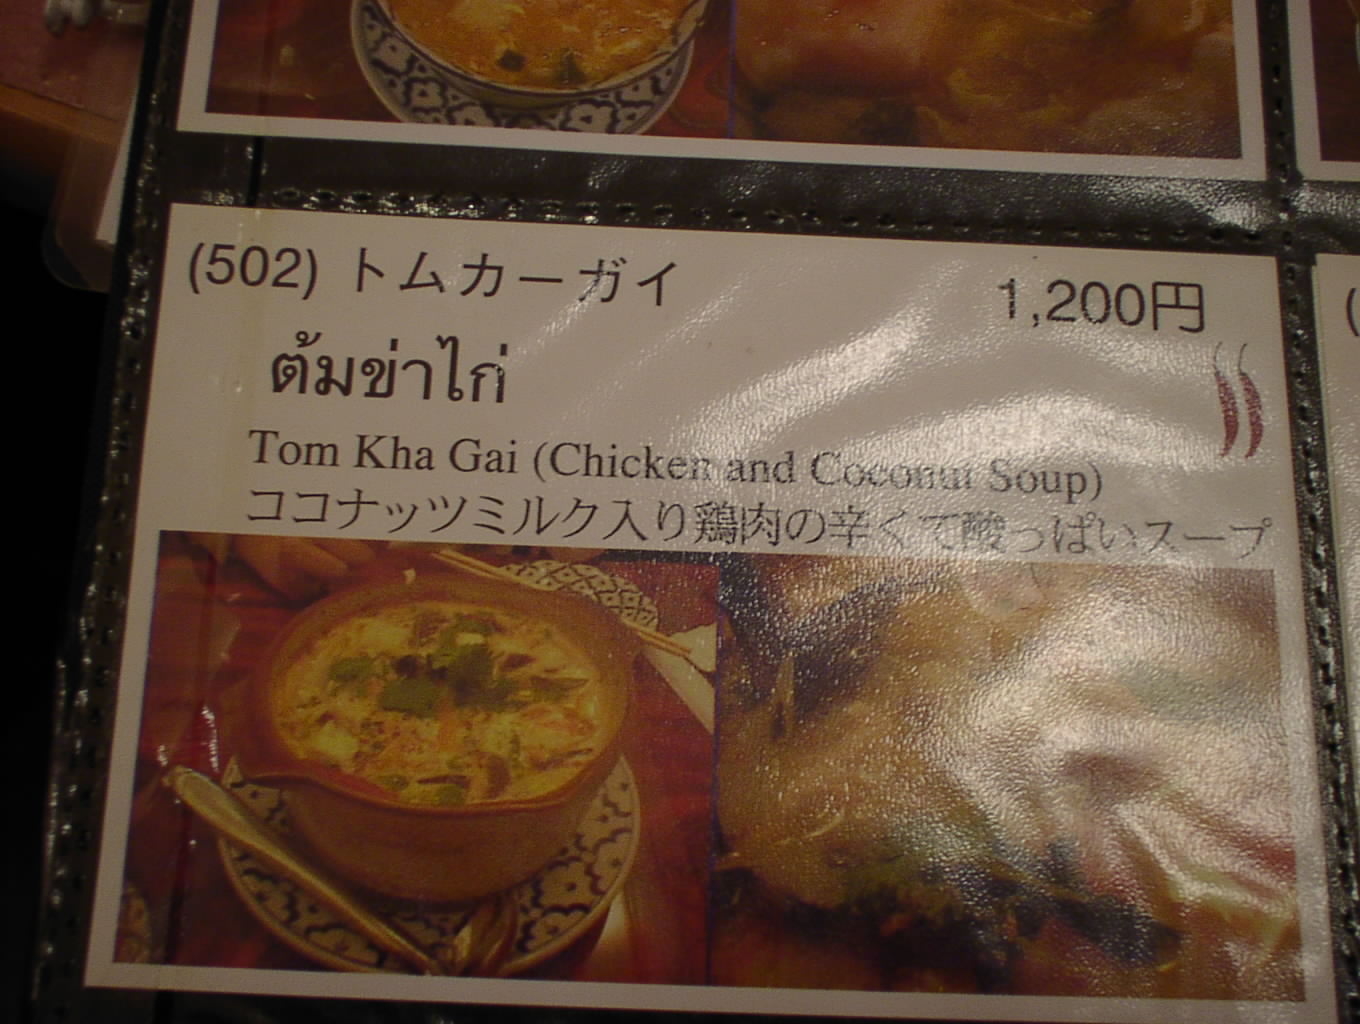 (502) トムカーガイ 1,200円
ต้มข่าไก่
Tom Kha Gai (Chicken and Coconut Soup)
ココナッツミルク入り鶏肉の辛くて酸っぱいスープ
(